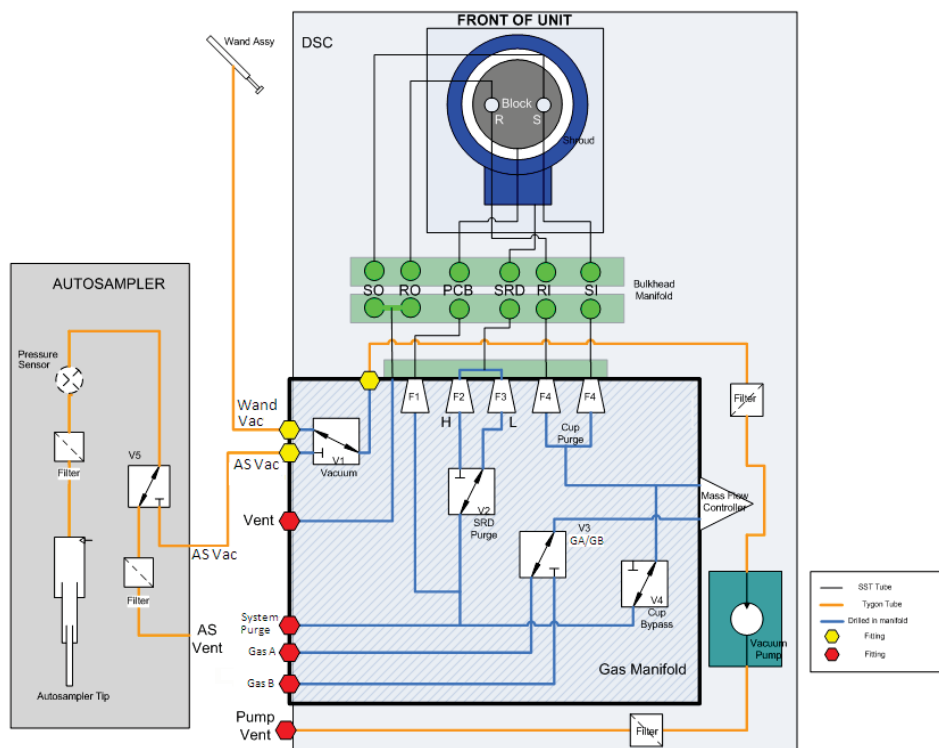 FRONT OF UNIT
DSC
Wand Assy
Block
R
S
Shroud
AUTOSAMPLER
SO
RO
PCB
SRD
RI
SI
Bulkhead
Manifold
Pressure
Sensor
F1
F2
F3
F4
F4
Filter
Wand
Vac
H
L
Cup
Purge
V5
Filter
AS Vac
V1
Vacuum
V2
SRD
Purge
Mass Flow
Controller
Vent
V3
GA/GB
AS Vac
Filter
V4
Cup
Bypass
SST Tube
Tygon Tube
Drilled in manifold
Fitting
Fitting
System
Purge
AS
Vent
Gas A
Vacuum
Pump
Gas Manifold
Gas B
Autosampler Tip
Pump
Vent
Filter